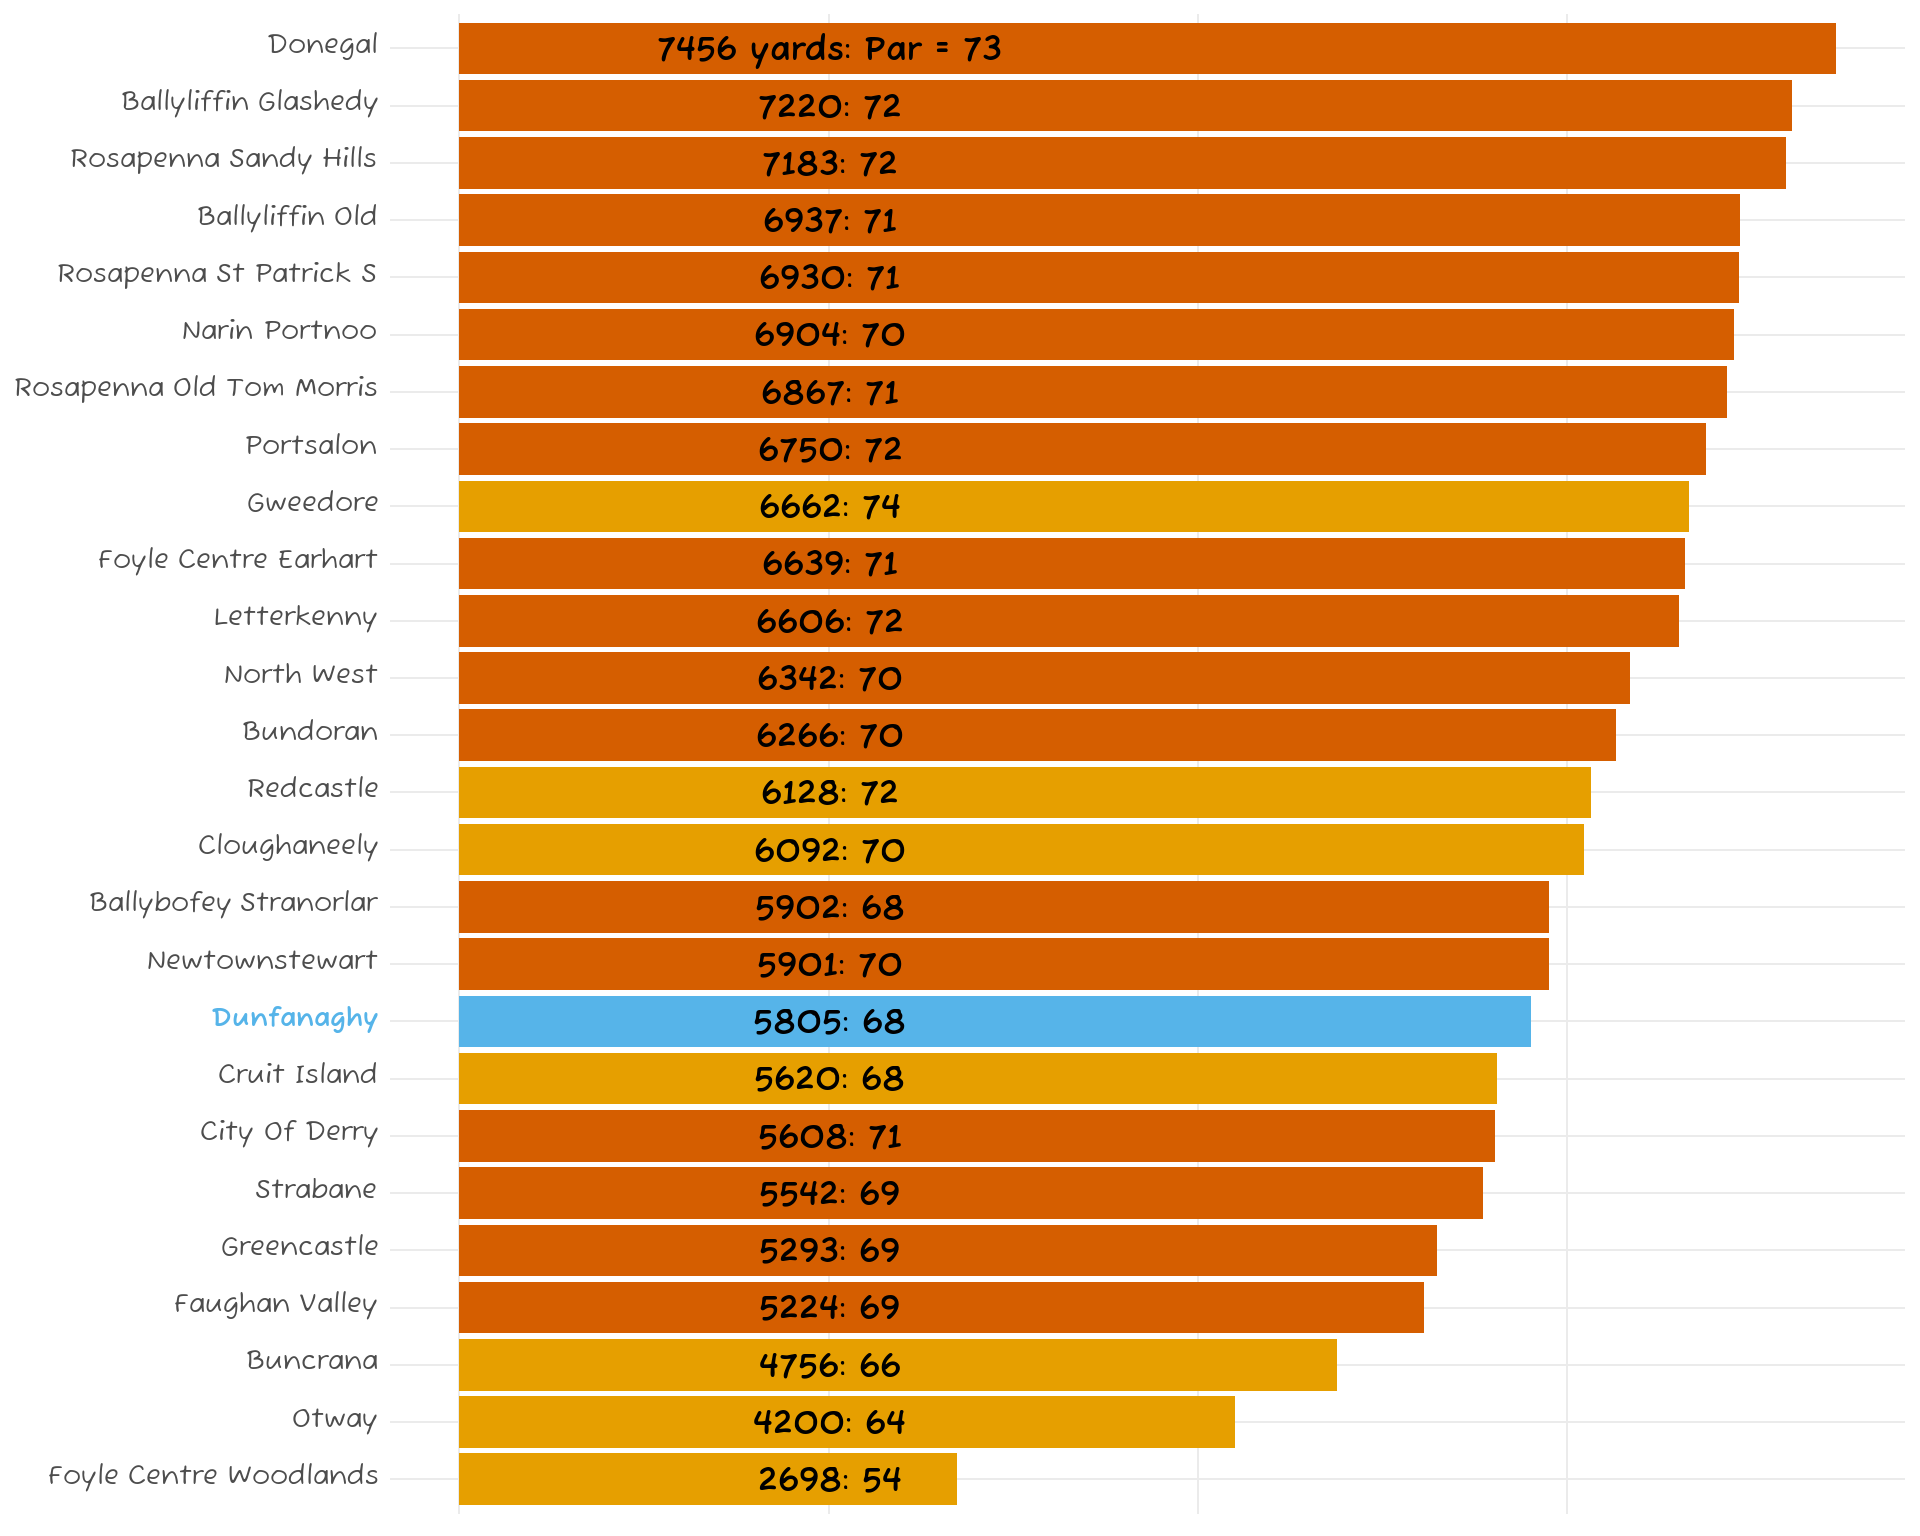 Donegal 7456 yards: Par = 73
Ballyliffin Glashedy 7220: 72
Rosapenna Sandy Hills 7183: 72
Ballyliffin Old 6937: 71
Rosapenna St Patrick S 6930: 71
Narin Portnoo 6904: 70
Rosapenna Old Tom Morris 6867: 71
Portsalon 6750: 72
Gweedore 6662: 74
Foyle Centre Earhart 6639: 71
Letterkenny 6606: 72
North West 6342: 70
Bundoran 6266: 70
Redcastle 6128: 72
Cloughaneely 6092: 70
Ballybofey Stranorlar 5902: 68
Newtownstewart 5901: 70
Dunfanaghy 5805: 68
Cruit Island 5620: 68
City Of Derry 5608: 71
Strabane 5542: 69
Greencastle 5293: 69
Faughan Valley 5224: 69
Buncrana 4756: 66
Otway 4200: 64
Foyle Centre Woodlands 2698: 54